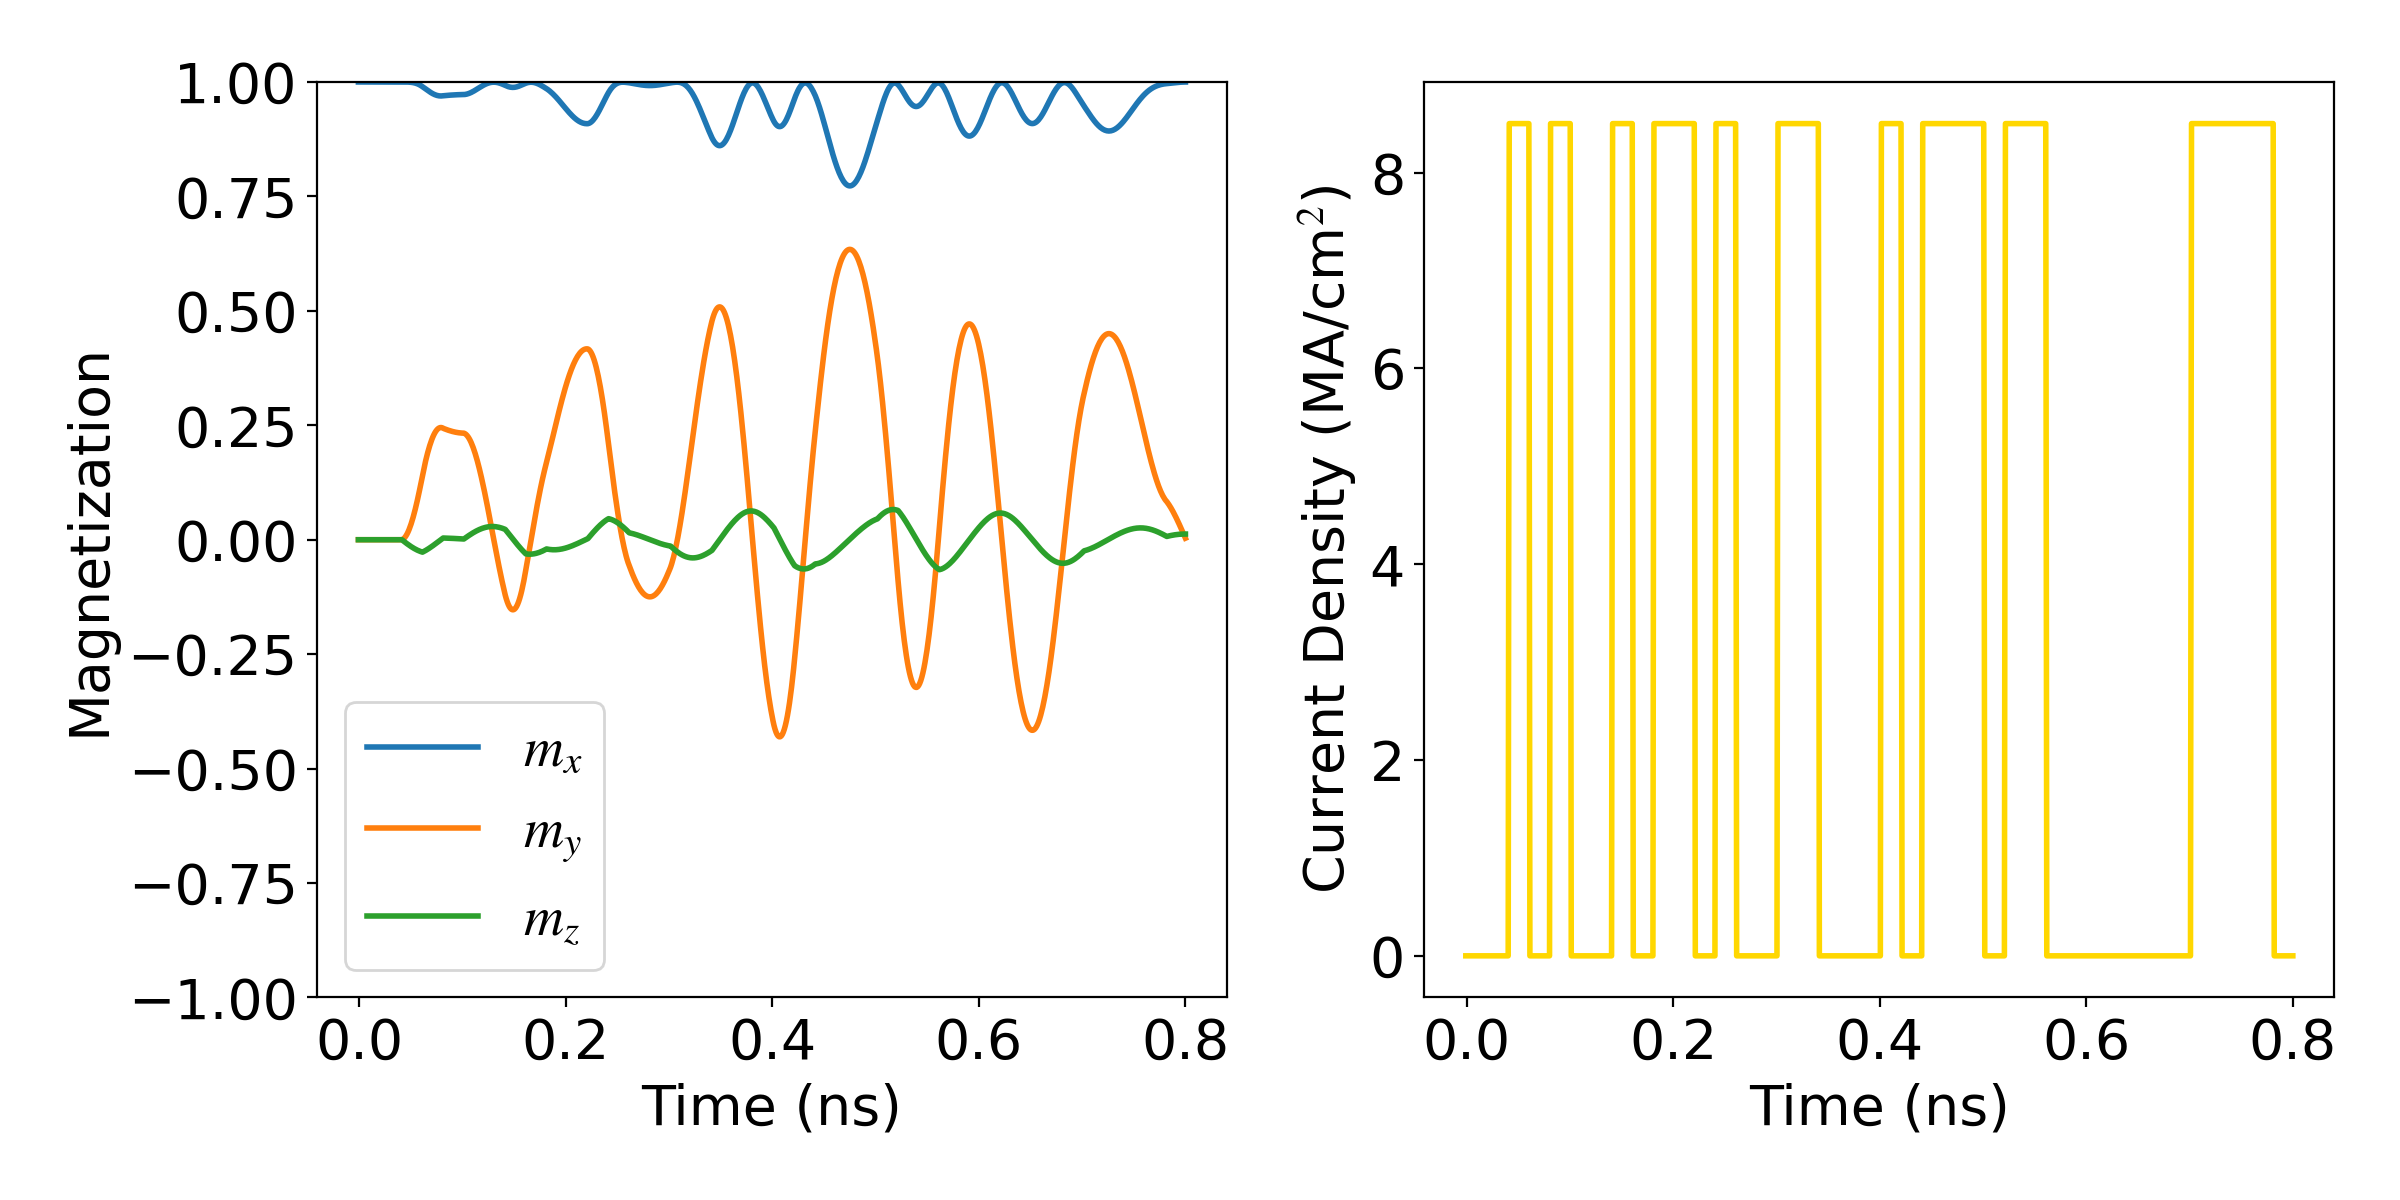 1.00
0.75
0.50
0.25
0.00
−0.25
−0.50
−0.75
−1.00
Magnetization
m_x
m_y
m_z
0.0 0.2 0.4 0.6 0.8
Time (ns)
8
6
4
2
0
Current Density (MA/cm²)
0.0 0.2 0.4 0.6 0.8
Time (ns)